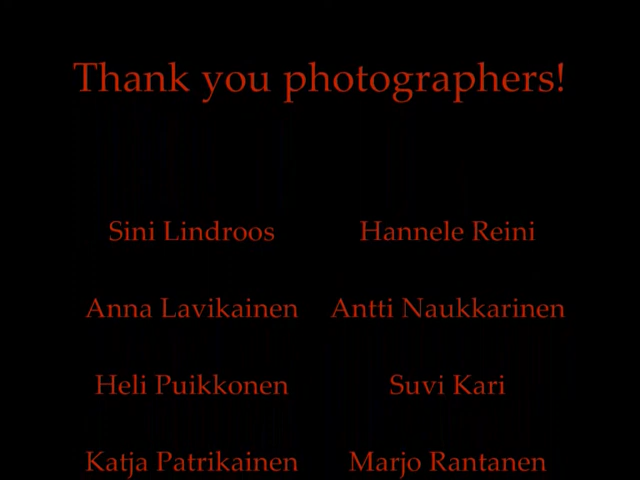 Thank you photographers!
Sini Lindroos Hannele Reini
Anna Lavikainen Antti Naukkarinen
Heli Puikkonen Suvi Kari
Katja Patrikainen Marjo Rantanen